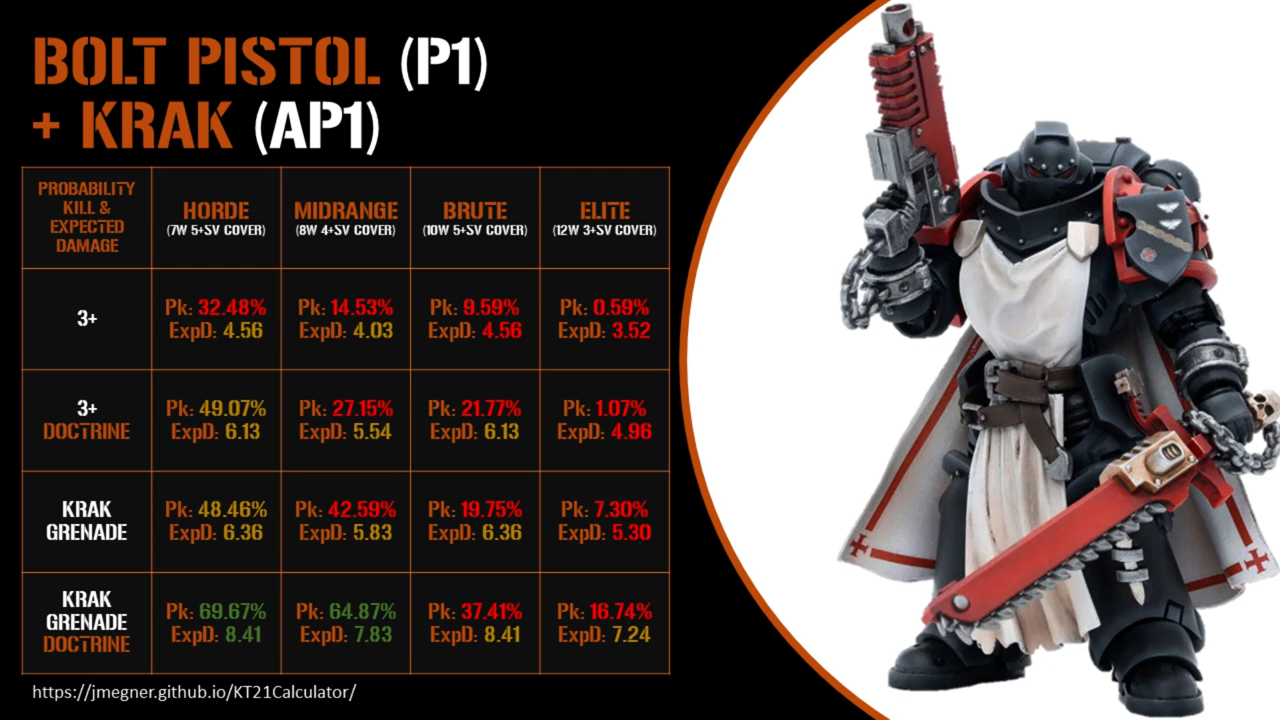 BOLT PISTOL (P1)
+ KRAK (AP1)
PROBABILITY
KILL &
EXPECTED
DAMAGE
HORDE
(7W 5+SV COVER)
MIDRANGE
(8W 4+SV COVER)
BRUTE
(10W 5+SV COVER)
ELITE
(12W 3+SV COVER)
3+
Pk: 32.48%
ExpD: 4.56
Pk: 14.53%
ExpD: 4.03
Pk: 9.59%
ExpD: 4.56
Pk: 0.59%
ExpD: 3.52
3+
DOCTRINE
Pk: 49.07%
ExpD: 6.13
Pk: 27.15%
ExpD: 5.54
Pk: 21.77%
ExpD: 6.13
Pk: 1.07%
ExpD: 4.96
KRAK
GRENADE
Pk: 48.46%
ExpD: 6.36
Pk: 42.59%
ExpD: 5.83
Pk: 19.75%
ExpD: 6.36
Pk: 7.30%
ExpD: 5.30
KRAK
GRENADE
DOCTRINE
Pk: 69.67%
ExpD: 8.41
Pk: 64.87%
ExpD: 7.83
Pk: 37.41%
ExpD: 8.41
Pk: 16.74%
ExpD: 7.24
https://jmegner.github.io/KT21Calculator/